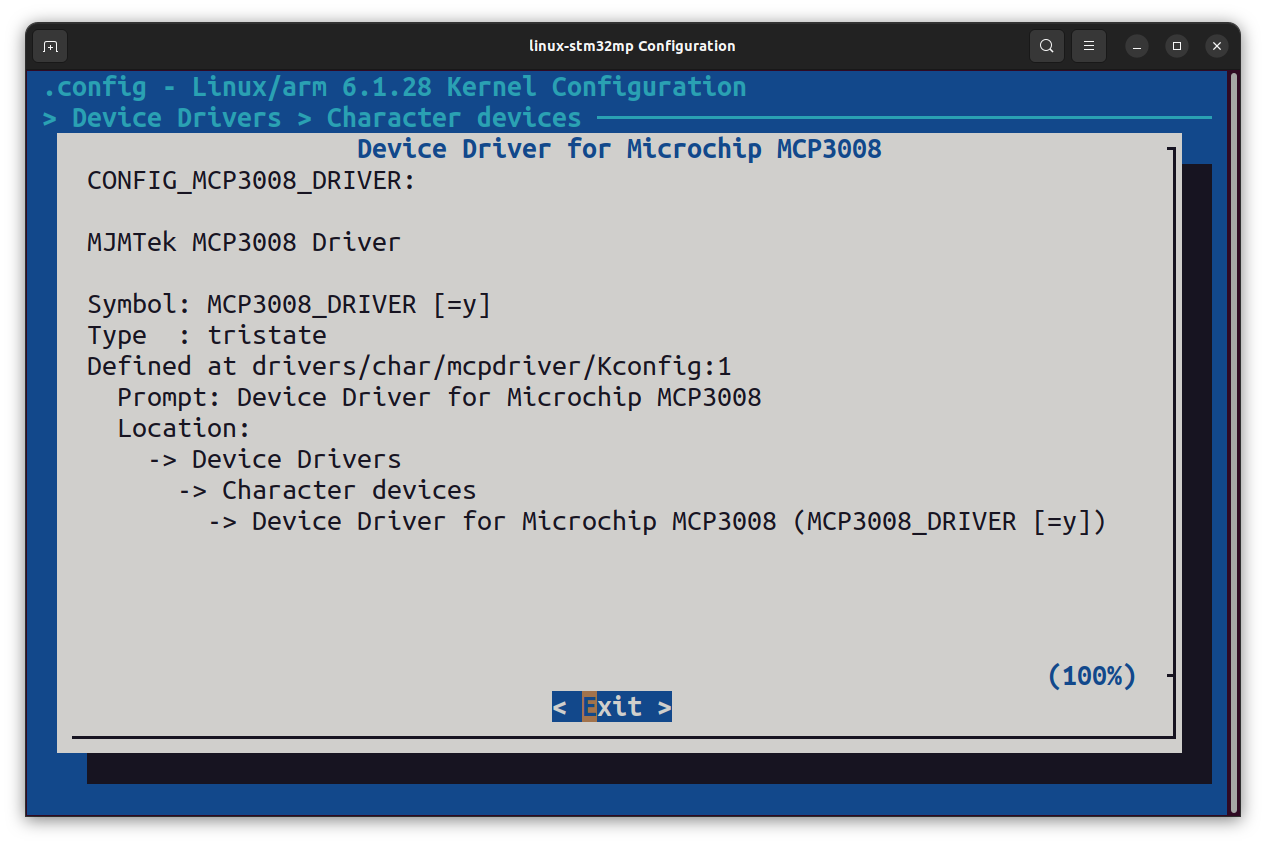 linux-stm32mp Configuration
.config - Linux/arm 6.1.28 Kernel Configuration
> Device Drivers > Character devices
Device Driver for Microchip MCP3008
CONFIG_MCP3008_DRIVER:
MJMTek MCP3008 Driver
Symbol: MCP3008_DRIVER [=y]
Type  : tristate
Defined at drivers/char/mcpdriver/Kconfig:1
Prompt: Device Driver for Microchip MCP3008
Location:
-> Device Drivers
-> Character devices
-> Device Driver for Microchip MCP3008 (MCP3008_DRIVER [=y])
(100%)
< Exit >